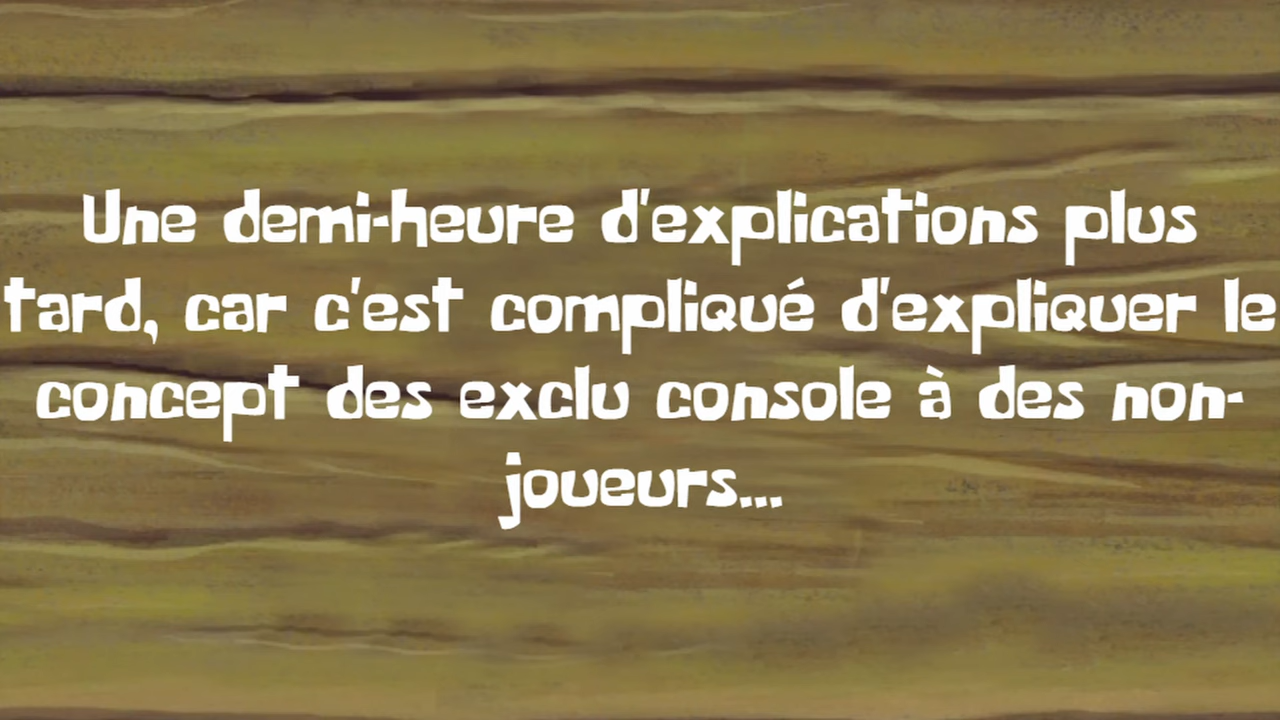 Une demi-heure d'explications plus
tard, car c'est compliqué d'expliquer le
concept des exclu console à des non-
joueurs...